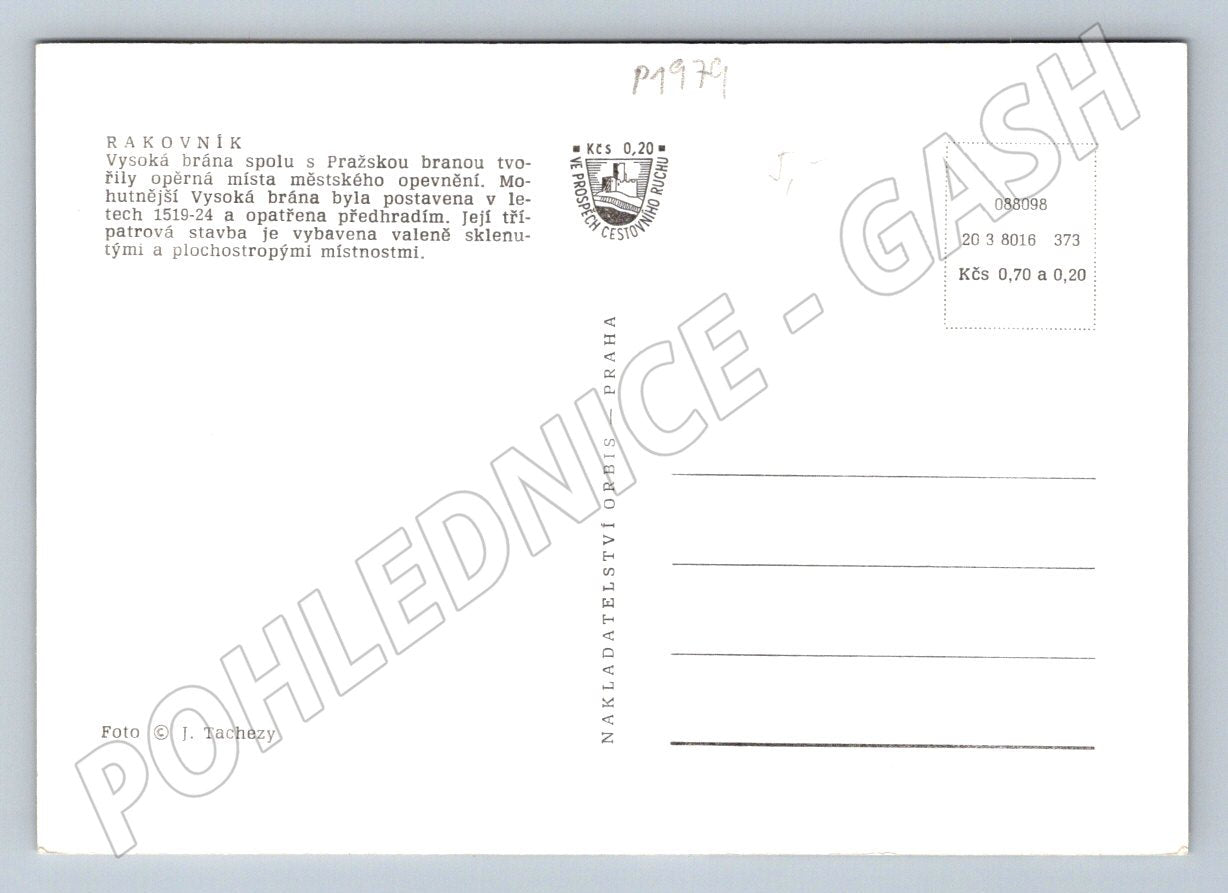 P1979
RAKOVNÍK
Vysoká brána spolu s Pražskou branou tvo-
řily opěrná místa městského opevnění. Mo-
hutnější Vysoká brána byla postavena v le-
tech 1519-24 a opatřena předhradím. Její tří-
patrová stavba je vybavena valeně sklenu-
tými a plochostropými místnostmi.
Kčs 0,20
VE PROSPĚCH CESTOVNÍHO RUCHU
088098
20 3 8016 373
Kčs 0,70 a 0,20
NAKLADATELSTVÍ ORBIS — PRAHA
Foto © J. Tachezy
POHLEDNICE - GASH